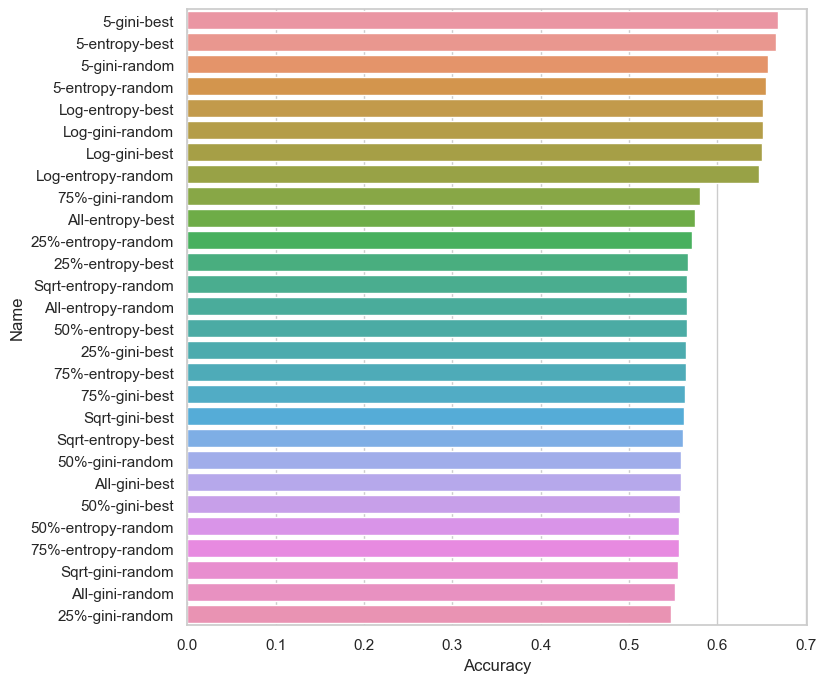 5-gini-best
5-entropy-best
5-gini-random
5-entropy-random
Log-entropy-best
Log-gini-random
Log-gini-best
Log-entropy-random
75%-gini-random
All-entropy-best
25%-entropy-random
25%-entropy-best
Sqrt-entropy-random
All-entropy-random
50%-entropy-best
25%-gini-best
75%-entropy-best
75%-gini-best
Sqrt-gini-best
Sqrt-entropy-best
50%-gini-random
All-gini-best
50%-gini-best
50%-entropy-random
75%-entropy-random
Sqrt-gini-random
All-gini-random
25%-gini-random
Name
0.0 0.1 0.2 0.3 0.4 0.5 0.6 0.7
Accuracy